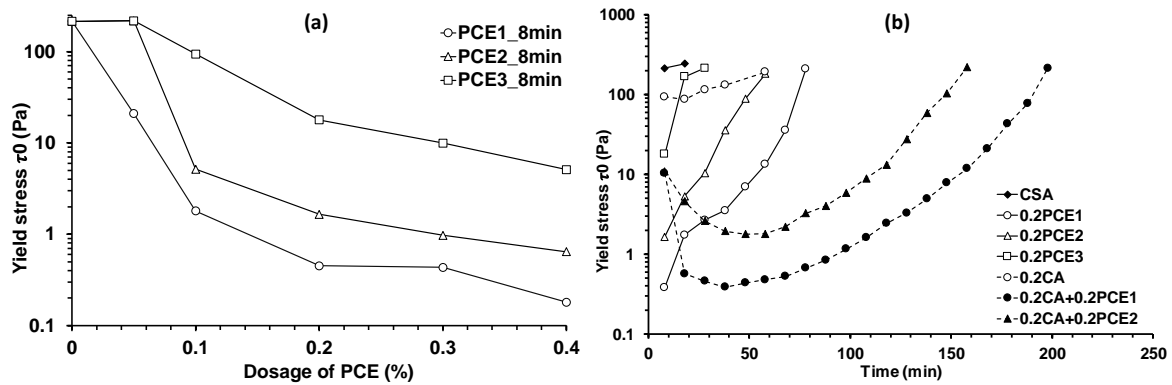 (a)
PCE1_8min
PCE2_8min
PCE3_8min
100
10
1
0.1
Yield stress τ0 (Pa)
0
0.1
0.2
0.3
0.4
Dosage of PCE (%)
(b)
1000
100
10
1
0.1
Yield stress τ0 (Pa)
CSA
0.2PCE1
0.2PCE2
0.2PCE3
0.2CA
0.2CA+0.2PCE1
0.2CA+0.2PCE2
0
50
100
150
200
250
Time (min)